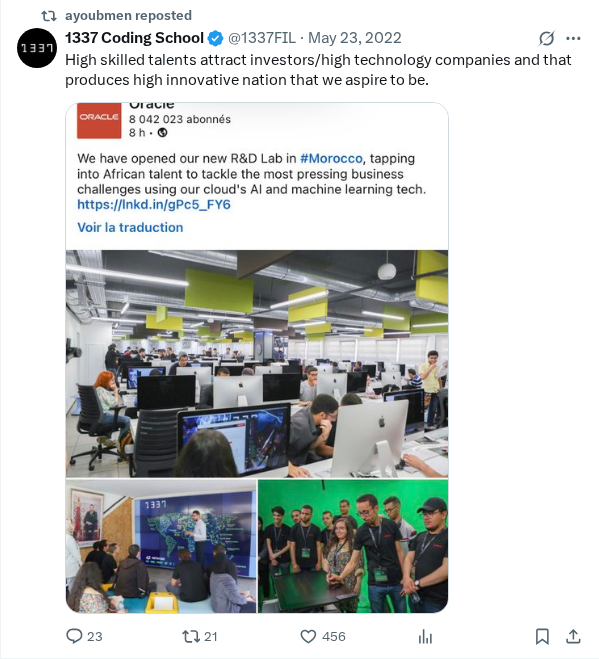 ayoubmen reposted
1337 Coding School @1337FIL · May 23, 2022
1337
High skilled talents attract investors/high technology companies and that
produces high innovative nation that we aspire to be.
Oracle
ORACLE
8 042 023 abonnés
8 h •
We have opened our new R&D Lab in #Morocco, tapping
into African talent to tackle the most pressing business
challenges using our cloud's AI and machine learning tech.
https://lnkd.in/gPc5_FY6
Voir la traduction
1337
23
21
456